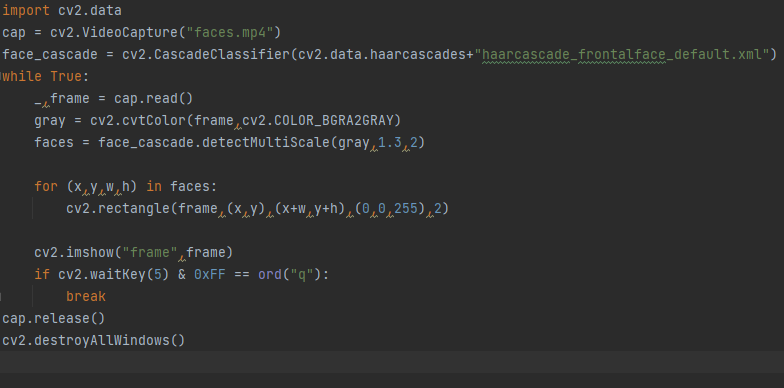 import cv2.data
cap = cv2.VideoCapture("faces.mp4")
face_cascade = cv2.CascadeClassifier(cv2.data.haarcascades+"haarcascade_frontalface_default.xml")
while True:
    _,frame = cap.read()
    gray = cv2.cvtColor(frame,cv2.COLOR_BGRA2GRAY)
    faces = face_cascade.detectMultiScale(gray,1.3,2)

    for (x,y,w,h) in faces:
        cv2.rectangle(frame,(x,y),(x+w,y+h),(0,0,255),2)

    cv2.imshow("frame",frame)
    if cv2.waitKey(5) & 0xFF == ord("q"):
        break
cap.release()
cv2.destroyAllWindows()